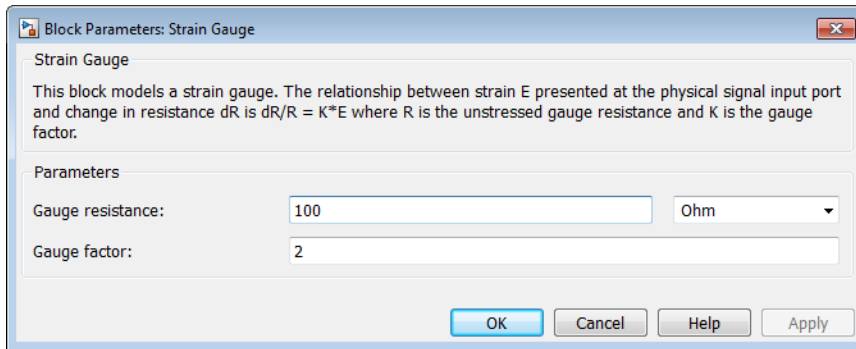 Block Parameters: Strain Gauge
Strain Gauge
This block models a strain gauge. The relationship between strain E presented at the physical signal input port
and change in resistance dR is dR/R = K*E where R is the unstressed gauge resistance and K is the gauge
factor.
Parameters
Gauge resistance: 100 Ohm
Gauge factor: 2
OK Cancel Help Apply